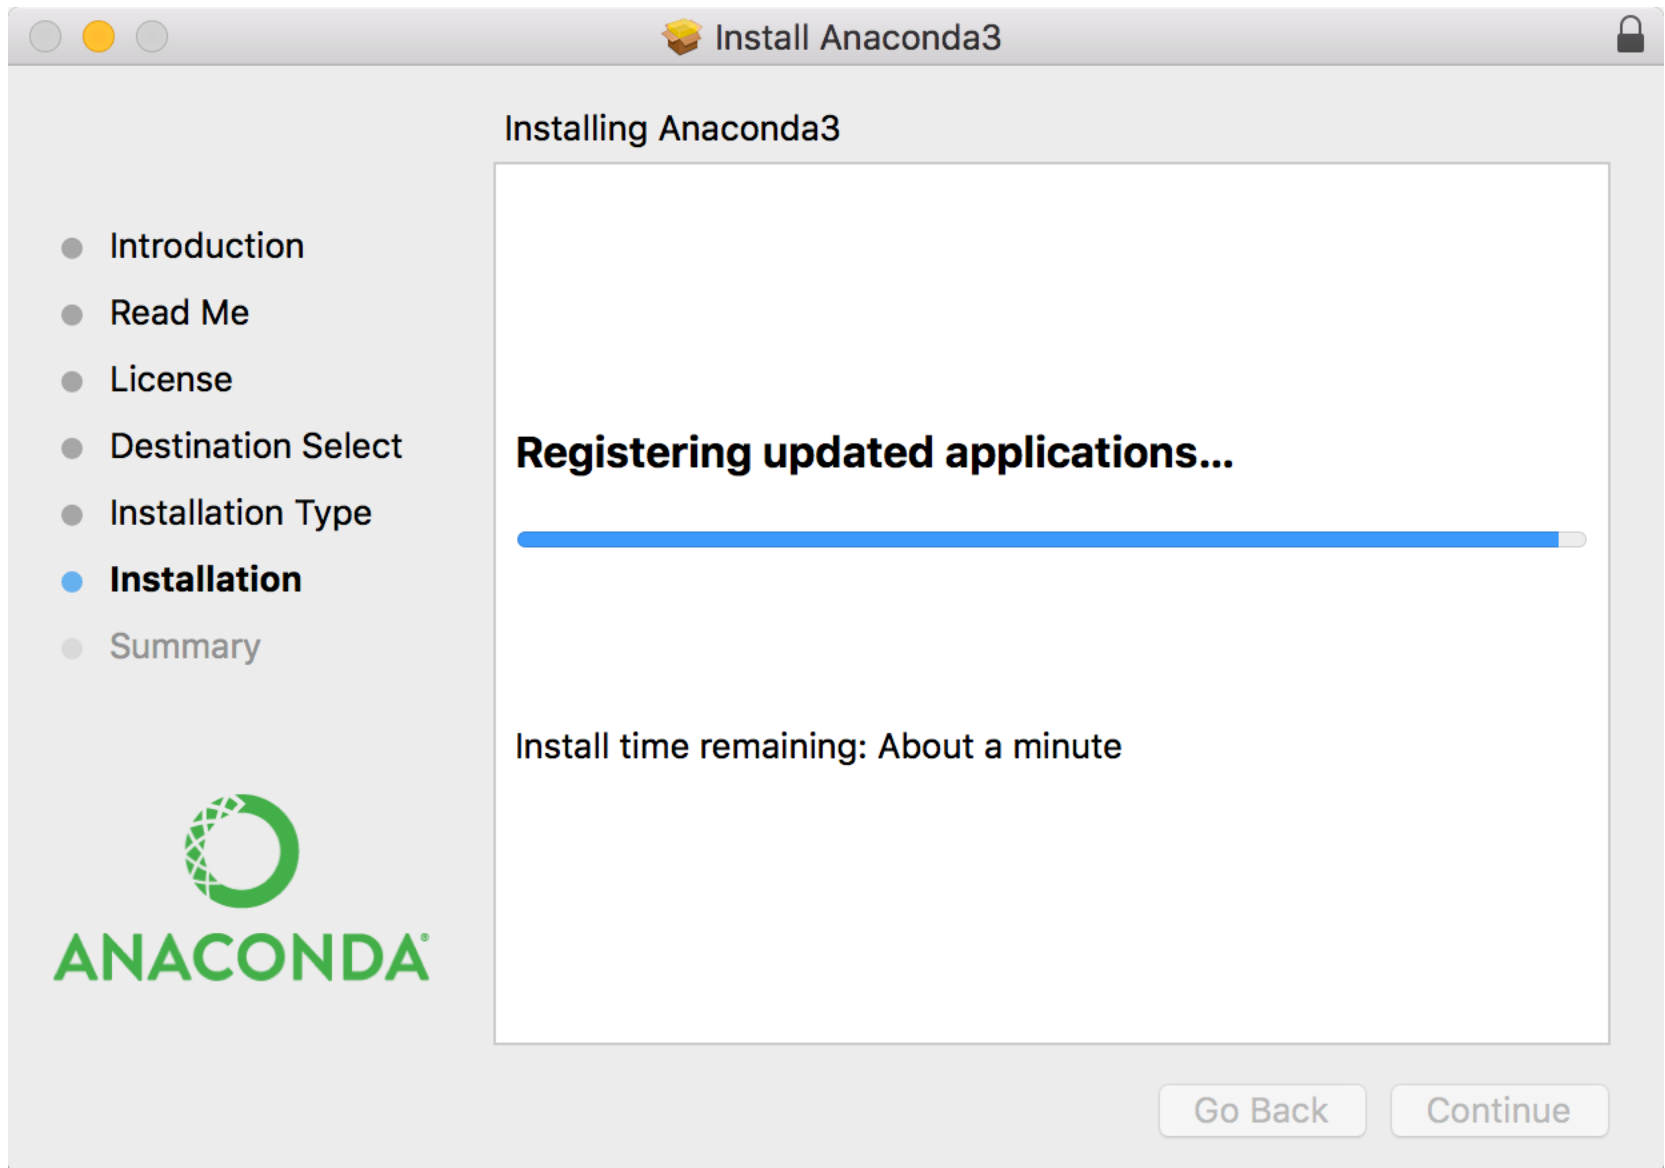 Install Anaconda3
Installing Anaconda3
Introduction
Read Me
License
Destination Select
Installation Type
Installation
Summary
Registering updated applications...
Install time remaining: About a minute
ANACONDA®
Go Back
Continue